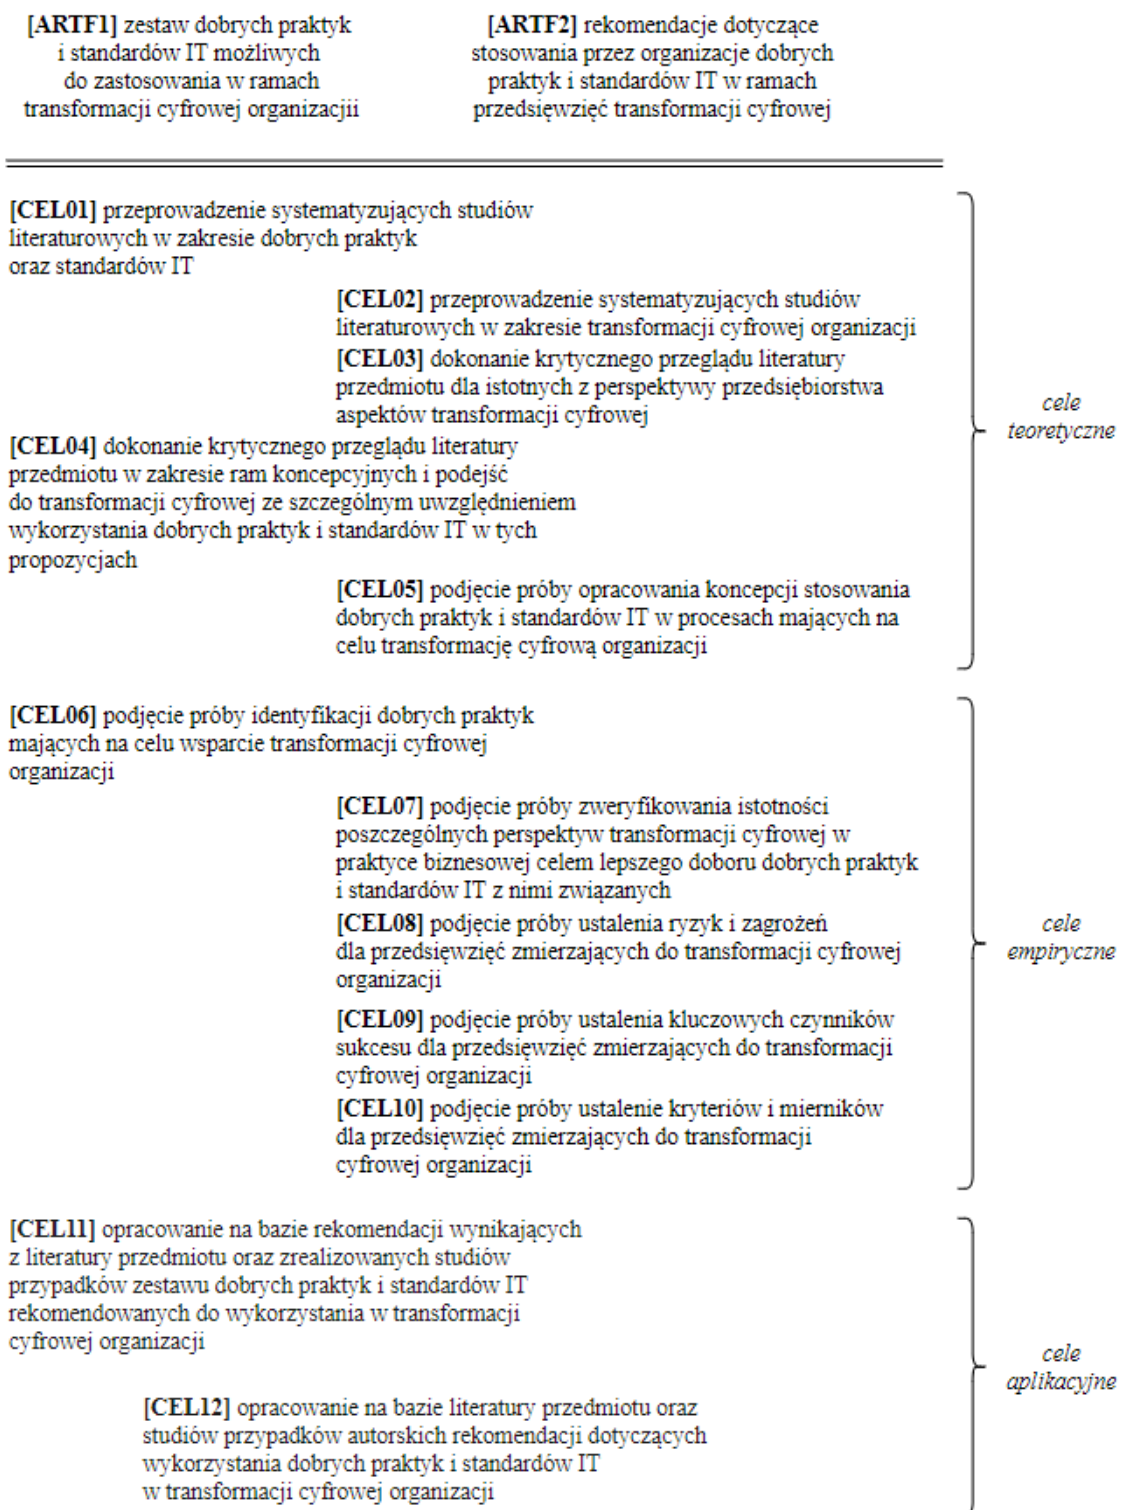 [ARTF1] zestaw dobrych praktyk
i standardów IT możliwych
do zastosowania w ramach
transformacji cyfrowej organizacjii
[ARTF2] rekomendacje dotyczące
stosowania przez organizacje dobrych
praktyk i standardów IT w ramach
przedsięwzięć transformacji cyfrowej
[CEL01] przeprowadzenie systematyzujących studiów
literaturowych w zakresie dobrych praktyk
oraz standardów IT
[CEL02] przeprowadzenie systematyzujących studiów
literaturowych w zakresie transformacji cyfrowej organizacji
[CEL03] dokonanie krytycznego przeglądu literatury
przedmiotu dla istotnych z perspektywy przedsiębiorstwa
aspektów transformacji cyfrowej
[CEL04] dokonanie krytycznego przeglądu literatury
przedmiotu w zakresie ram koncepcyjnych i podejść
do transformacji cyfrowej ze szczególnym uwzględnieniem
wykorzystania dobrych praktyk i standardów IT w tych
propozycjach
[CEL05] podjęcie próby opracowania koncepcji stosowania
dobrych praktyk i standardów IT w procesach mających na
celu transformację cyfrową organizacji
cele
teoretyczne
[CEL06] podjęcie próby identyfikacji dobrych praktyk
mających na celu wsparcie transformacji cyfrowej
organizacji
[CEL07] podjęcie próby zweryfikowania istotności
poszczególnych perspektyw transformacji cyfrowej w
praktyce biznesowej celem lepszego doboru dobrych praktyk
i standardów IT z nimi związanych
[CEL08] podjęcie próby ustalenia ryzyk i zagrożeń
dla przedsięwzięć zmierzających do transformacji cyfrowej
organizacji
[CEL09] podjęcie próby ustalenia kluczowych czynników
sukcesu dla przedsięwzięć zmierzających do transformacji
cyfrowej organizacji
[CEL10] podjęcie próby ustalenie kryteriów i mierników
dla przedsięwzięć zmierzających do transformacji
cyfrowej organizacji
cele
empiryczne
[CEL11] opracowanie na bazie rekomendacji wynikających
z literatury przedmiotu oraz zrealizowanych studiów
przypadków zestawu dobrych praktyk i standardów IT
rekomendowanych do wykorzystania w transformacji
cyfrowej organizacji
[CEL12] opracowanie na bazie literatury przedmiotu oraz
studiów przypadków autorskich rekomendacji dotyczących
wykorzystania dobrych praktyk i standardów IT
w transformacji cyfrowej organizacji
cele
aplikacyjne